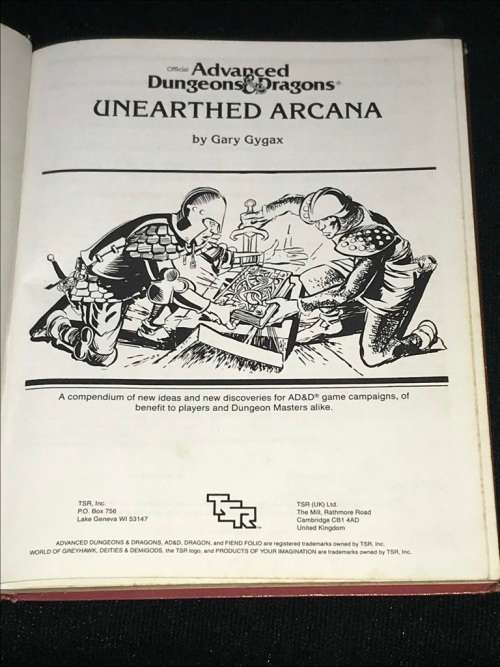 Official Advanced
Dungeons & Dragons®
UNEARTHED ARCANA
by Gary Gygax
A compendium of new ideas and new discoveries for AD&D® game campaigns, of
benefit to players and Dungeon Masters alike.
TSR, Inc.
P.O. Box 756
Lake Geneva WI 53147
TSR
TSR (UK) Ltd.
The Mill, Rathmore Road
Cambridge CB1 4AD
United Kingdom
ADVANCED DUNGEONS & DRAGONS, AD&D, DRAGON, and FIEND FOLIO are registered trademarks owned by TSR, Inc.
WORLD OF GREYHAWK, DEITIES & DEMIGODS, the TSR logo, and PRODUCTS OF YOUR IMAGINATION are trademarks owned by TSR, Inc.